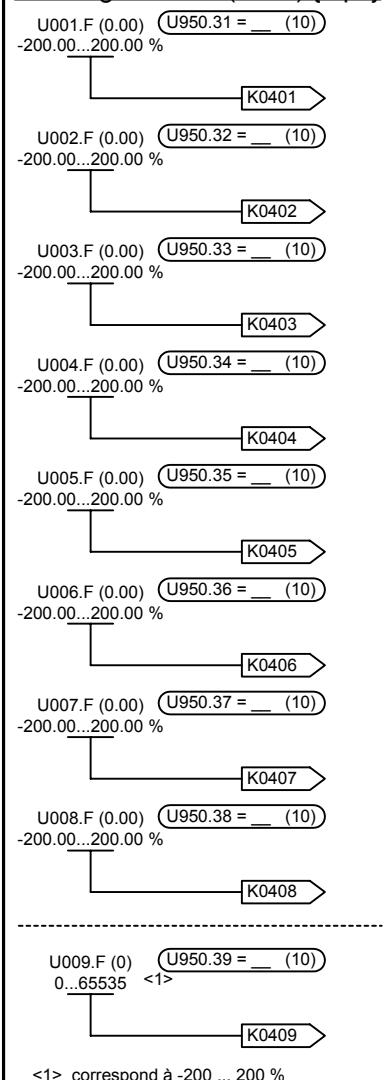 U001.F (0.00) U950.31 = __ (10)
-200.00...200.00 %
K0401
U002.F (0.00) U950.32 = __ (10)
-200.00...200.00 %
K0402
U003.F (0.00) U950.33 = __ (10)
-200.00...200.00 %
K0403
U004.F (0.00) U950.34 = __ (10)
-200.00...200.00 %
K0404
U005.F (0.00) U950.35 = __ (10)
-200.00...200.00 %
K0405
U006.F (0.00) U950.36 = __ (10)
-200.00...200.00 %
K0406
U007.F (0.00) U950.37 = __ (10)
-200.00...200.00 %
K0407
U008.F (0.00) U950.38 = __ (10)
-200.00...200.00 %
K0408
U009.F (0) U950.39 = __ (10)
0...65535 <1>
K0409
<1> correspond à -200 ... 200 %